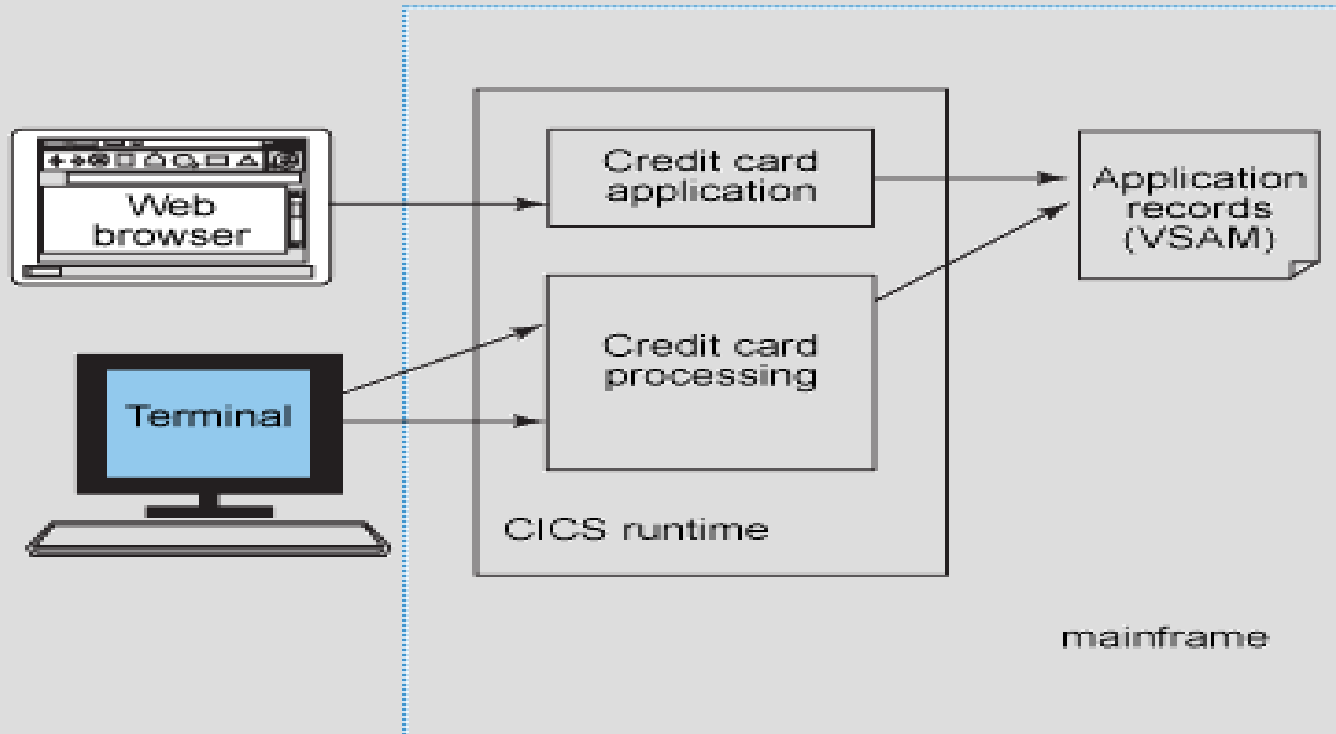 Web
browser
Credit card
application
Application
records
(VSAM)
Terminal
Credit card
processing
CICS runtime
mainframe